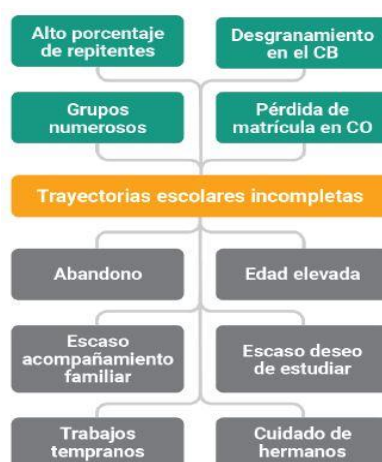 Alto porcentaje
de repitentes
Desgranamiento
en el CB
Grupos
numerosos
Pérdida de
matrícula en CO
Trayectorias escolares incompletas
Abandono
Edad elevada
Escaso
acompañamiento
familiar
Escaso deseo
de estudiar
Trabajos
tempranos
Cuidado de
hermanos